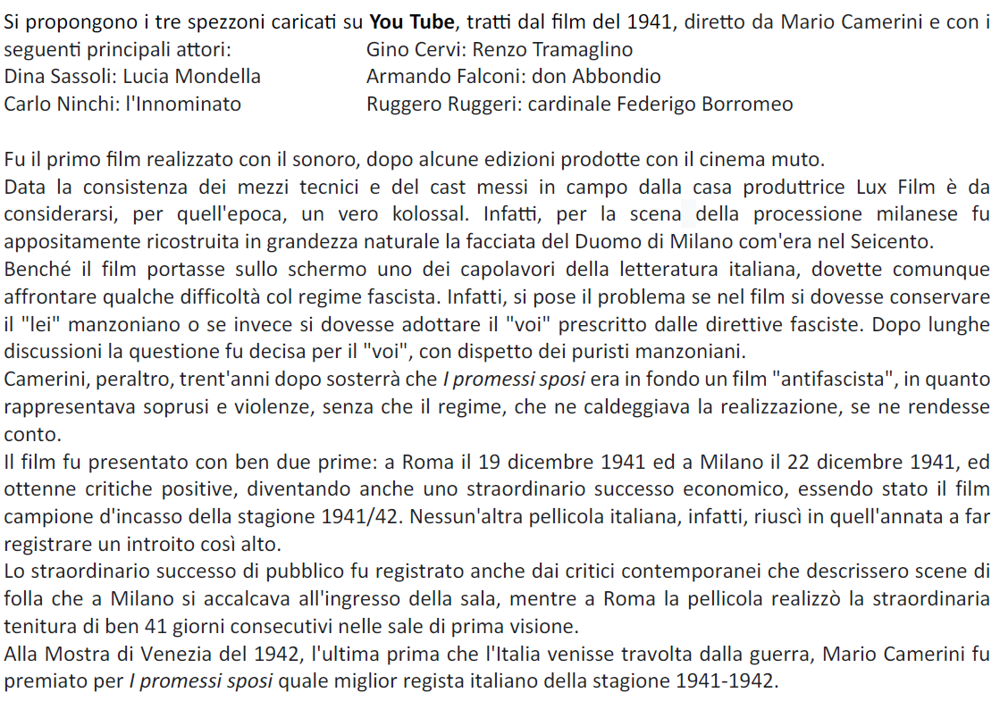 Si propongono i tre spezzoni caricati su You Tube, tratti dal film del 1941, diretto da Mario Camerini e con i
seguenti principali attori: Gino Cervi: Renzo Tramaglino
Dina Sassoli: Lucia Mondella Armando Falconi: don Abbondio
Carlo Ninchi: l'Innominato Ruggero Ruggeri: cardinale Federigo Borromeo
Fu il primo film realizzato con il sonoro, dopo alcune edizioni prodotte con il cinema muto.
Data la consistenza dei mezzi tecnici e del cast messi in campo dalla casa produttrice Lux Film è da
considerarsi, per quell'epoca, un vero kolossal. Infatti, per la scena della processione milanese fu
appositamente ricostruita in grandezza naturale la facciata del Duomo di Milano com'era nel Seicento.
Benché il film portasse sullo schermo uno dei capolavori della letteratura italiana, dovette comunque
affrontare qualche difficoltà col regime fascista. Infatti, si pose il problema se nel film si dovesse conservare
il "lei" manzoniano o se invece si dovesse adottare il "voi" prescritto dalle direttive fasciste. Dopo lunghe
discussioni la questione fu decisa per il "voi", con dispetto dei puristi manzoniani.
Camerini, peraltro, trent'anni dopo sosterrà che I promessi sposi era in fondo un film "antifascista", in quanto
rappresentava soprusi e violenze, senza che il regime, che ne caldeggiava la realizzazione, se ne rendesse
conto.
Il film fu presentato con ben due prime: a Roma il 19 dicembre 1941 ed a Milano il 22 dicembre 1941, ed
ottenne critiche positive, diventando anche uno straordinario successo economico, essendo stato il film
campione d'incasso della stagione 1941/42. Nessun'altra pellicola italiana, infatti, riuscì in quell'annata a far
registrare un introito così alto.
Lo straordinario successo di pubblico fu registrato anche dai critici contemporanei che descrissero scene di
folla che a Milano si accalcava all'ingresso della sala, mentre a Roma la pellicola realizzò la straordinaria
tenitura di ben 41 giorni consecutivi nelle sale di prima visione.
Alla Mostra di Venezia del 1942, l'ultima prima che l'Italia venisse travolta dalla guerra, Mario Camerini fu
premiato per I promessi sposi quale miglior regista italiano della stagione 1941-1942.